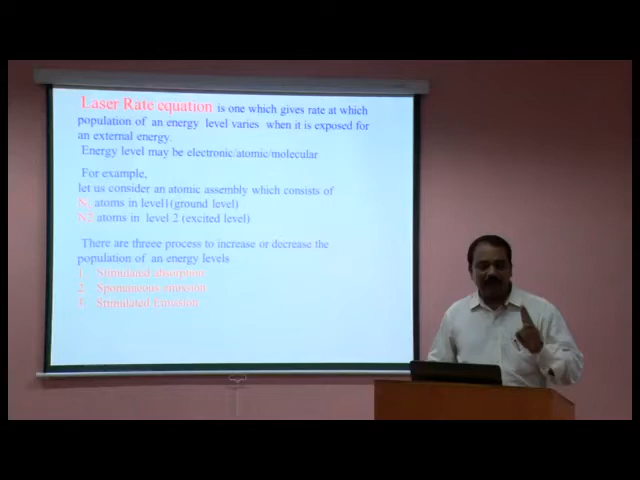 Laser Rate equation is one which gives rate at which
population of an energy level varies when it is exposed for
an external energy.
Energy level may be electronic/atomic/molecular
For example,
let us consider an atomic assembly which consists of
N1 atoms in level1(ground level)
N2 atoms in level 2 (excited level)
There are threee process to increase or decrease the
population of an energy levels
1. Stimulated absorption
2. Spontaneous emission
3. Stimulated Emission